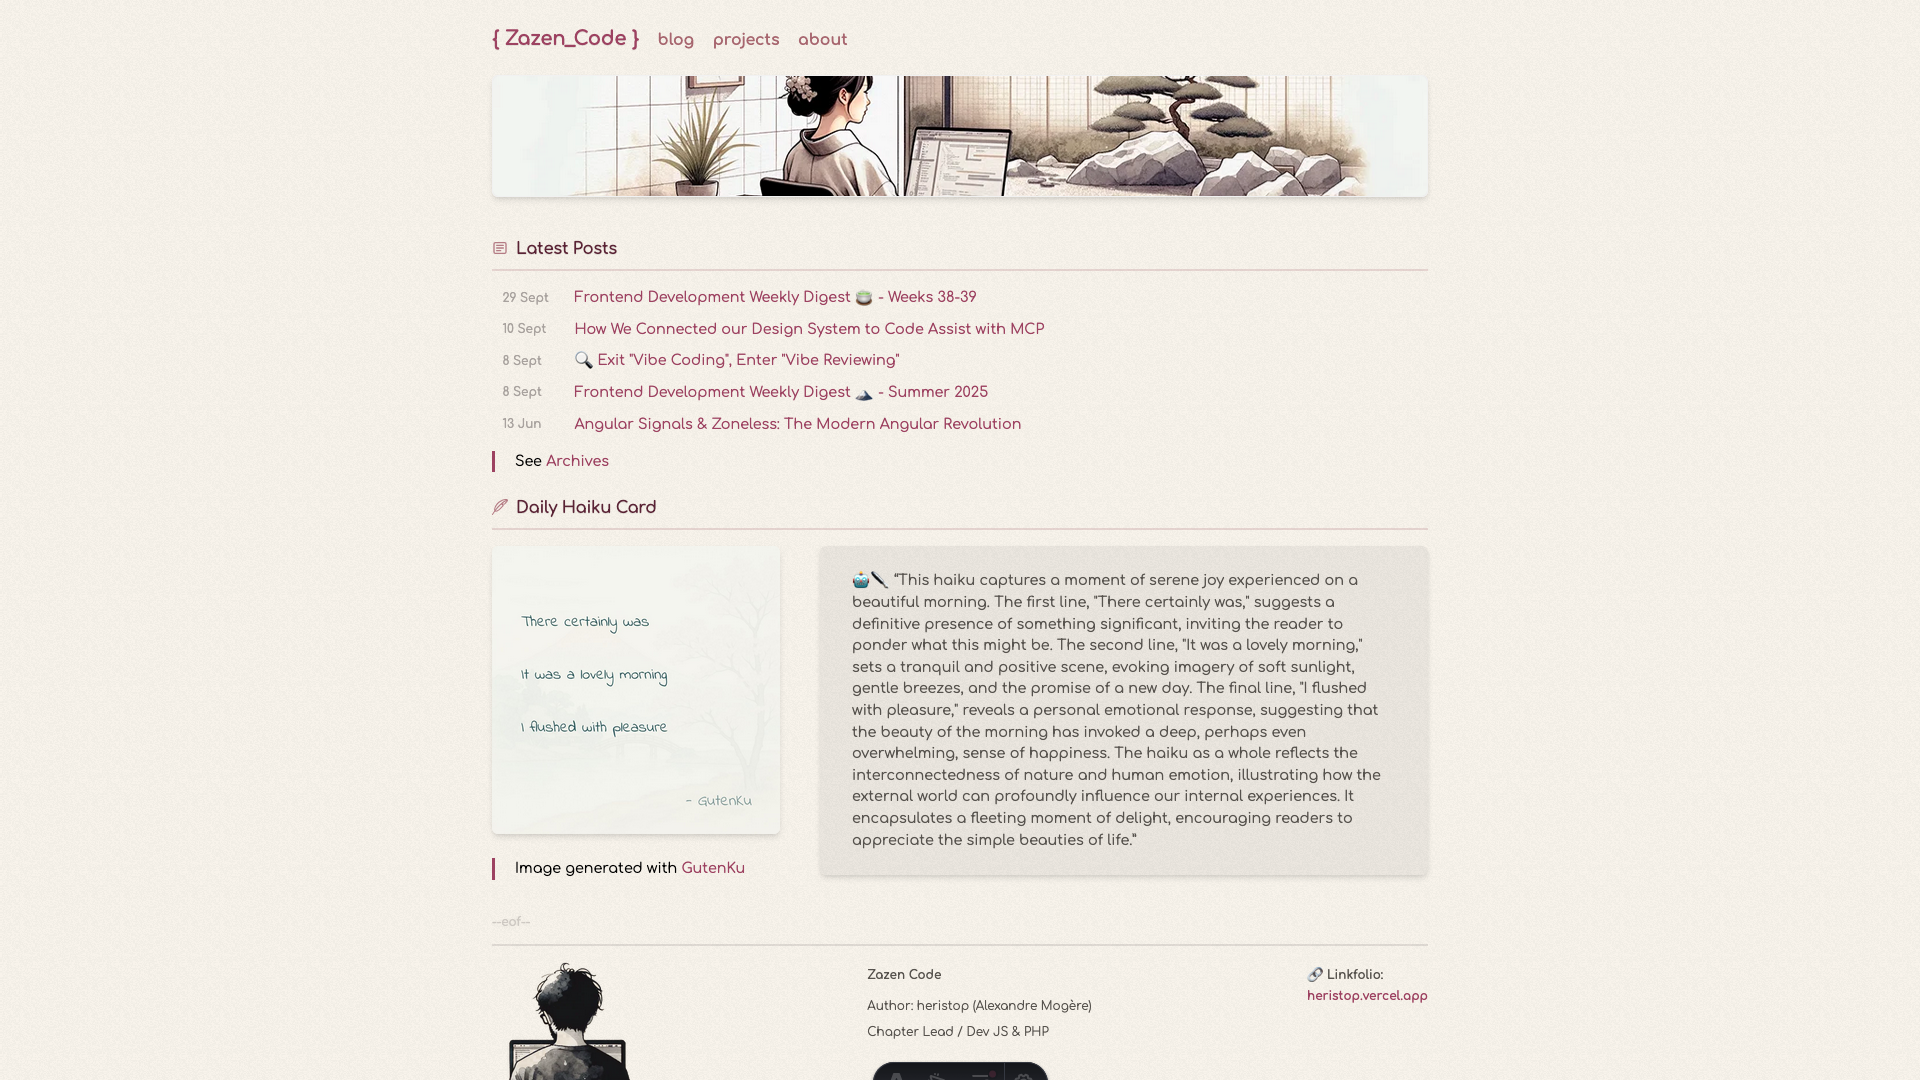 { Zazen_Code }
blog
projects
about
Latest Posts
29 Sept Frontend Development Weekly Digest 🍵 - Weeks 38-39
10 Sept How We Connected our Design System to Code Assist with MCP
8 Sept 🔍 Exit "Vibe Coding", Enter "Vibe Reviewing"
8 Sept Frontend Development Weekly Digest ⛰️ - Summer 2025
13 Jun Angular Signals & Zoneless: The Modern Angular Revolution
See Archives
Daily Haiku Card
There certainly was
It was a lovely morning
I flushed with pleasure
- GutenKu
Image generated with GutenKu
🤖✒️ “This haiku captures a moment of serene joy experienced on a
beautiful morning. The first line, "There certainly was," suggests a
definitive presence of something significant, inviting the reader to
ponder what this might be. The second line, "It was a lovely morning,"
sets a tranquil and positive scene, evoking imagery of soft sunlight,
gentle breezes, and the promise of a new day. The final line, "I flushed
with pleasure," reveals a personal emotional response, suggesting that
the beauty of the morning has invoked a deep, perhaps even
overwhelming, sense of happiness. The haiku as a whole reflects the
interconnectedness of nature and human emotion, illustrating how the
external world can profoundly influence our internal experiences. It
encapsulates a fleeting moment of delight, encouraging readers to
appreciate the simple beauties of life.”
--eof--
Zazen Code
Author: heristop (Alexandre Mogère)
Chapter Lead / Dev JS & PHP
🔗 Linkfolio:
heristop.vercel.app